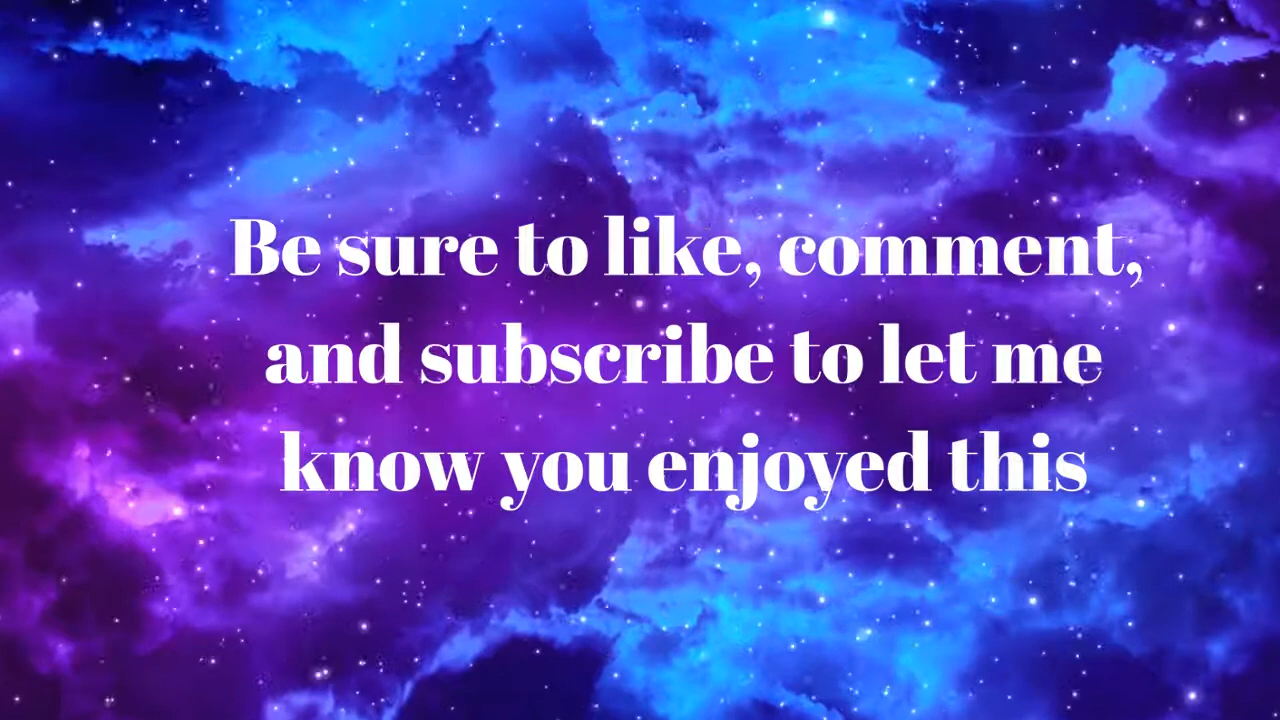 Be sure to like, comment,
and subscribe to let me
know you enjoyed this